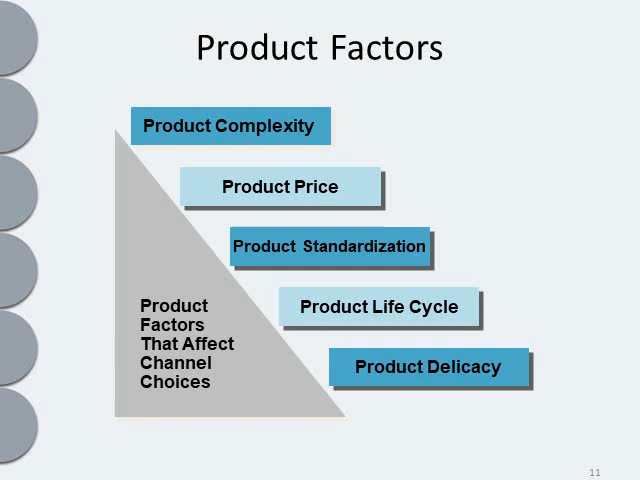 Product Factors
Product Complexity
Product Price
Product Standardization
Product Life Cycle
Product Delicacy
Product
Factors
That Affect
Channel
Choices
11